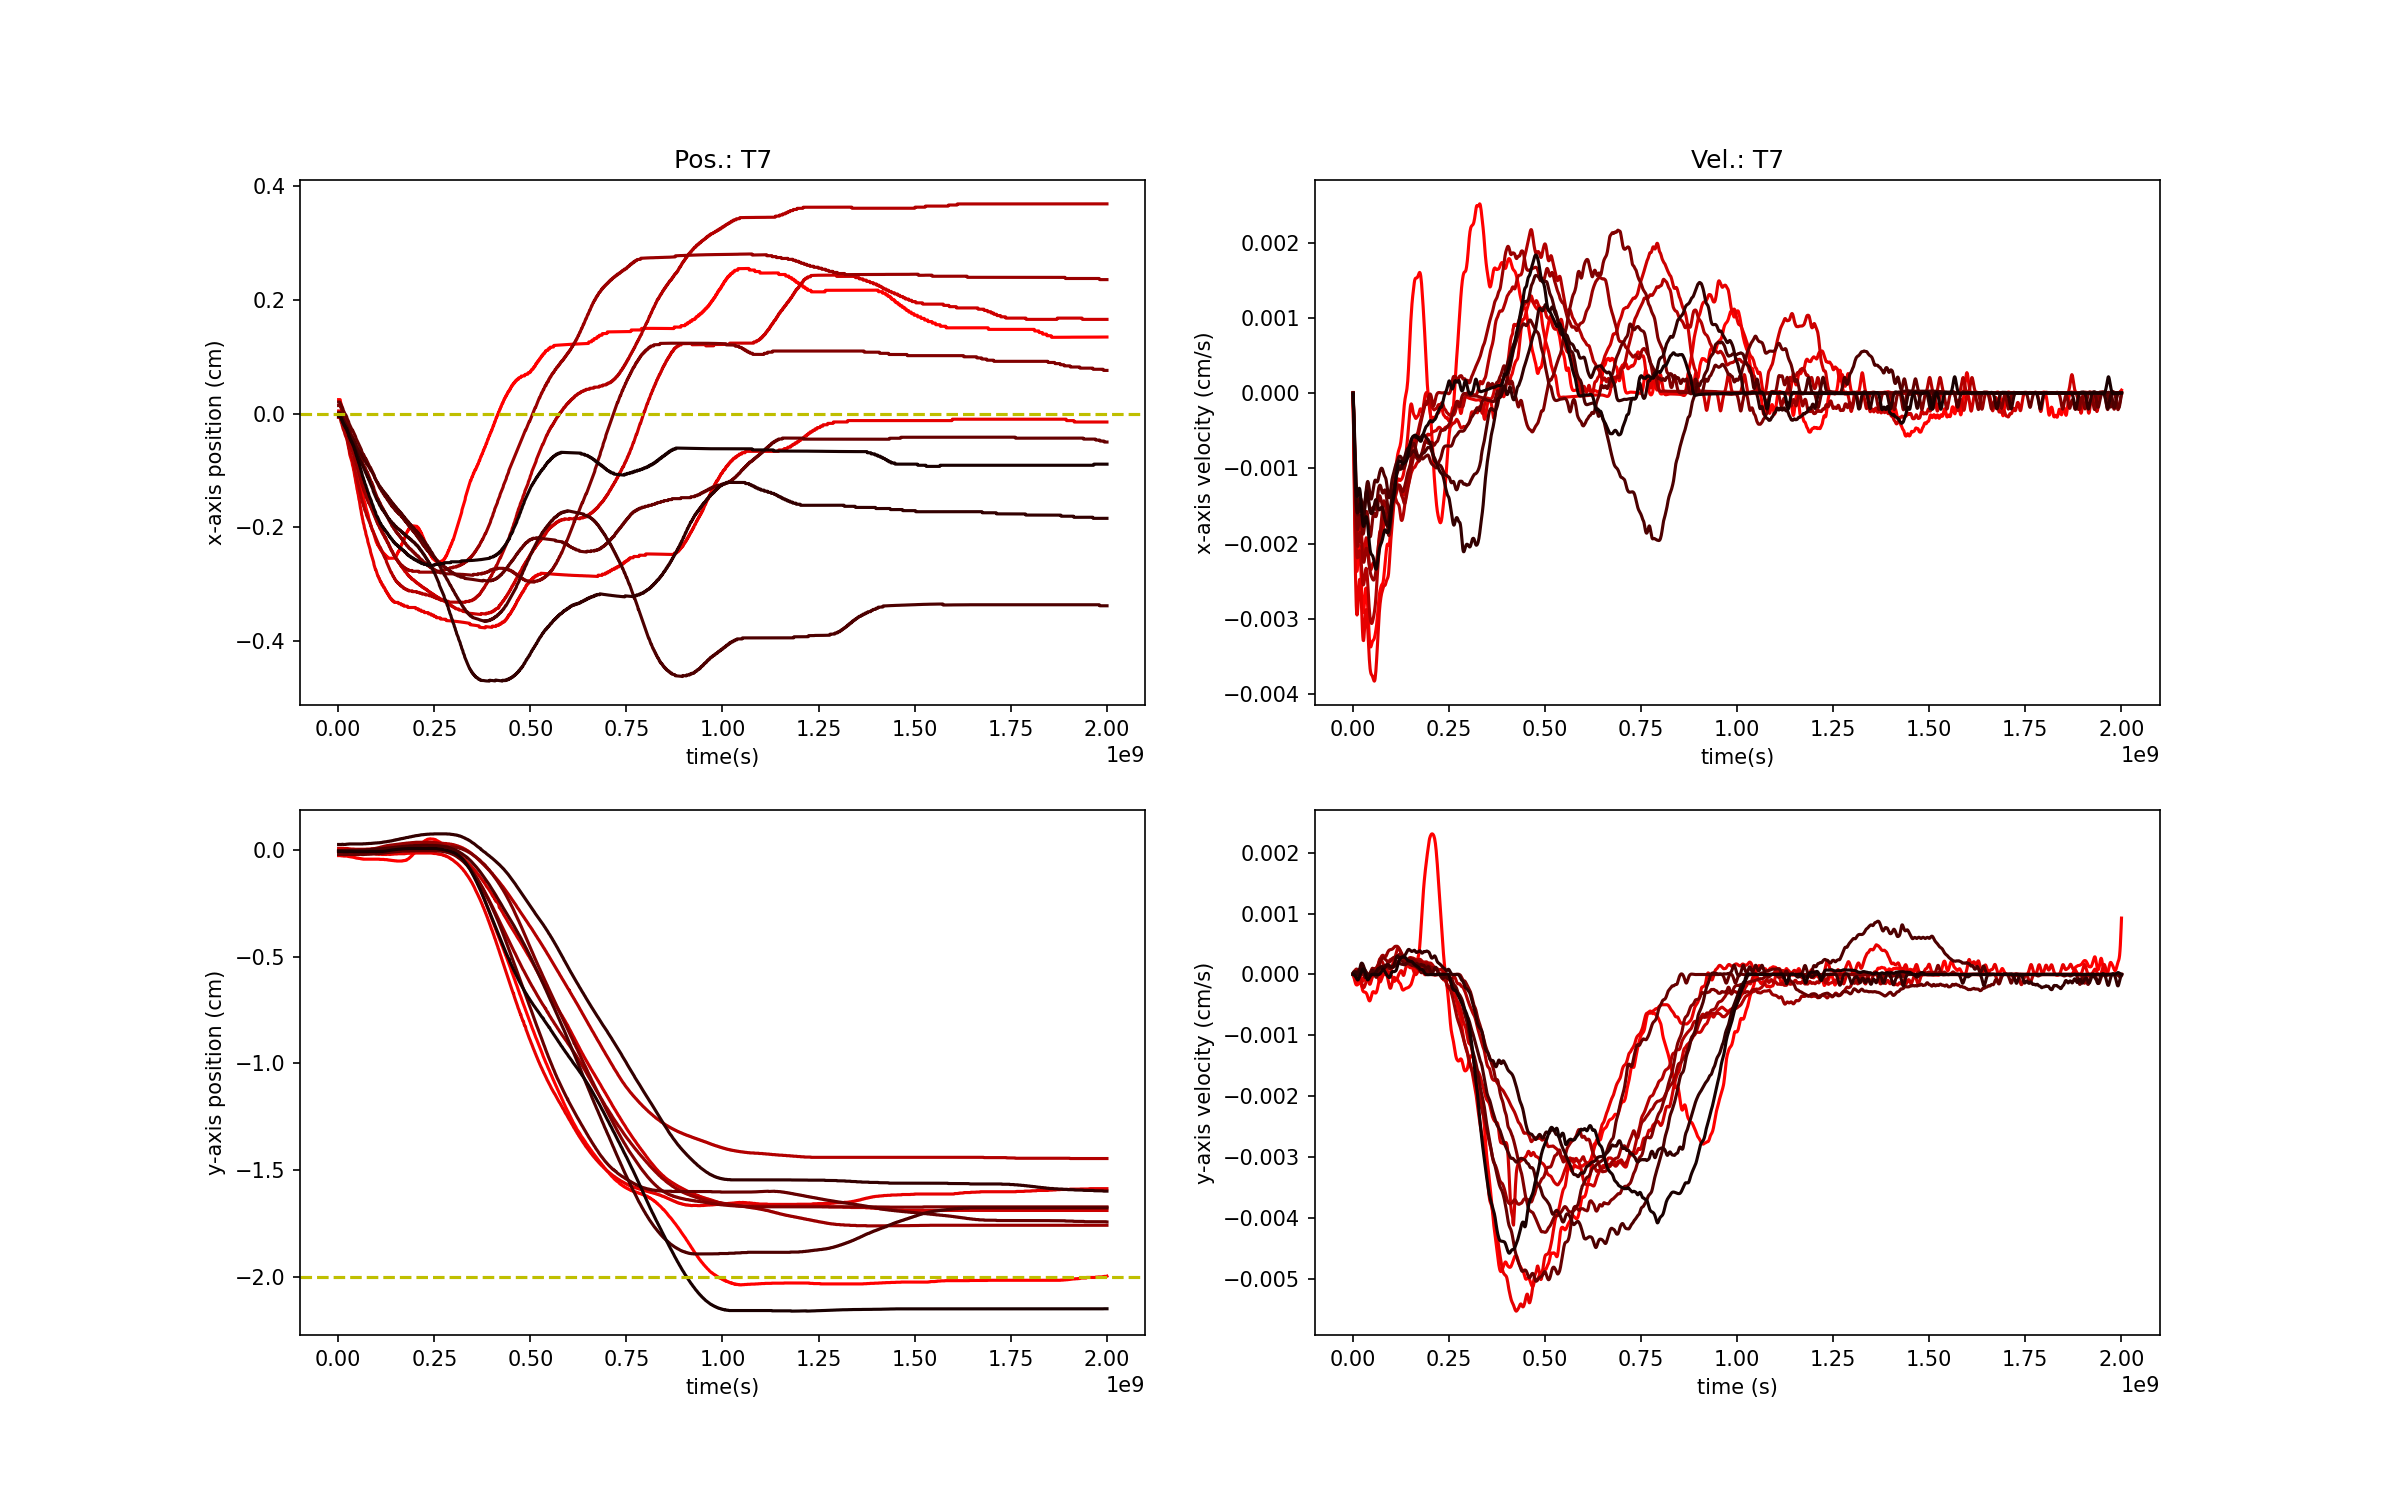 Pos.: T7
Vel.: T7
0.4
0.2
0.0
−0.2
−0.4
x-axis position (cm)
0.00 0.25 0.50 0.75 1.00 1.25 1.50 1.75 2.00
1e9
time(s)
0.002
0.001
0.000
−0.001
−0.002
−0.003
−0.004
x-axis velocity (cm/s)
0.00 0.25 0.50 0.75 1.00 1.25 1.50 1.75 2.00
1e9
time(s)
0.0
−0.5
−1.0
−1.5
−2.0
y-axis position (cm)
0.00 0.25 0.50 0.75 1.00 1.25 1.50 1.75 2.00
1e9
time(s)
0.002
0.001
0.000
−0.001
−0.002
−0.003
−0.004
−0.005
y-axis velocity (cm/s)
0.00 0.25 0.50 0.75 1.00 1.25 1.50 1.75 2.00
1e9
time (s)